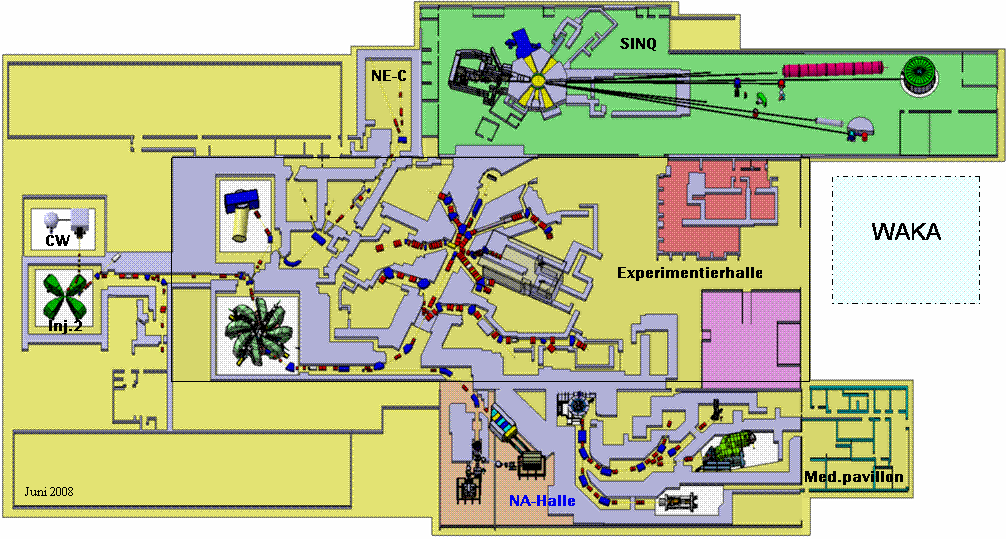 SINQ
NE-C
WAKA
CW
Experimentierhalle
Inj.2
Med.pavillon
Juni 2008
NA-Halle